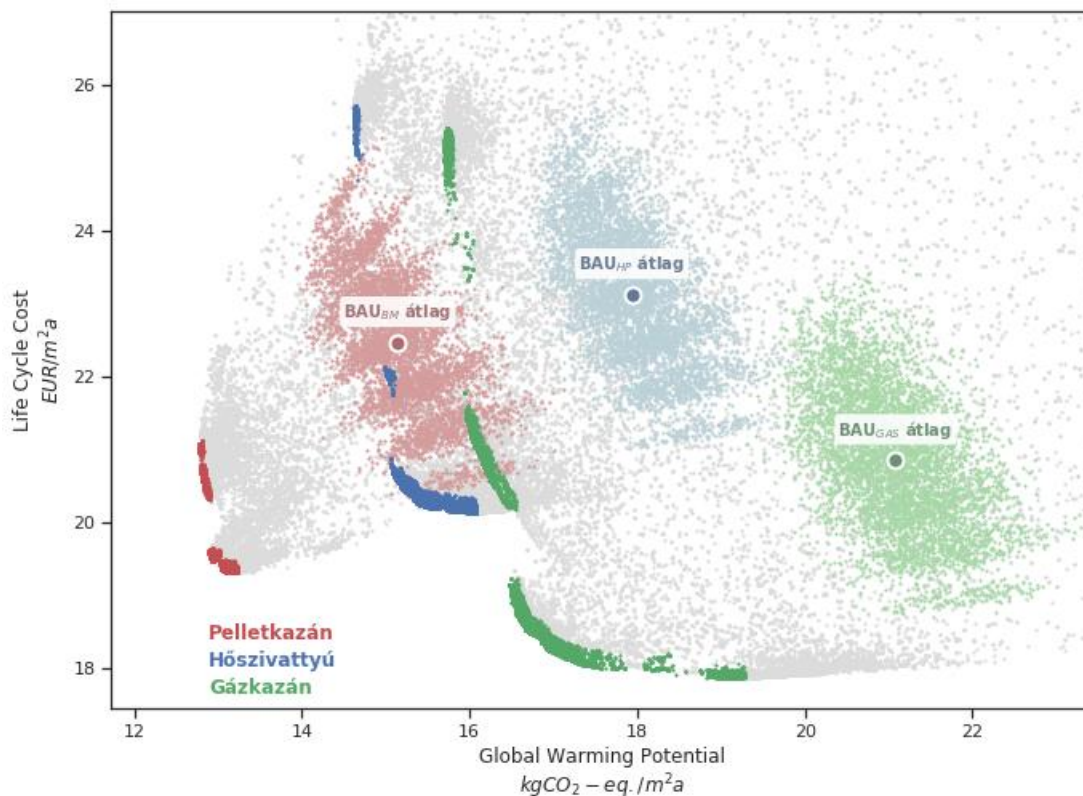 26
24
22
20
18
Life Cycle Cost
EUR/m²a
BAU_HP átlag
BAU_BM átlag
BAU_GAS átlag
Pelletkazán
Hőszivattyú
Gázkazán
12 14 16 18 20 22
Global Warming Potential
kgCO₂ − eq./m²a